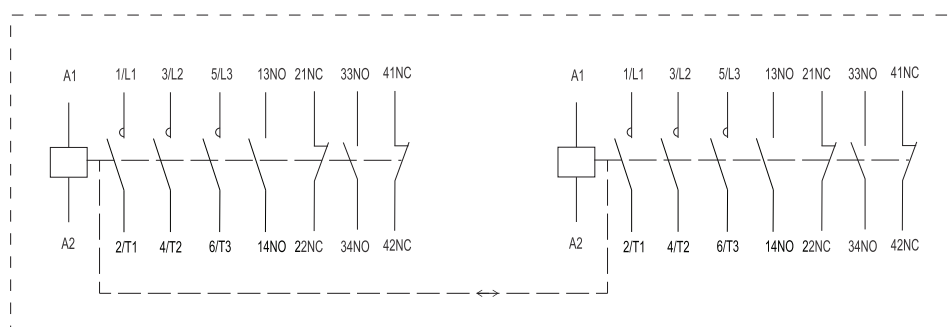 A1 1/L1 3/L2 5/L3 13NO 21NC 33NO 41NC A1 1/L1 3/L2 5/L3 13NO 21NC 33NO 41NC
A2 2/T1 4/T2 6/T3 14NO 22NC 34NO 42NC A2 2/T1 4/T2 6/T3 14NO 22NC 34NO 42NC